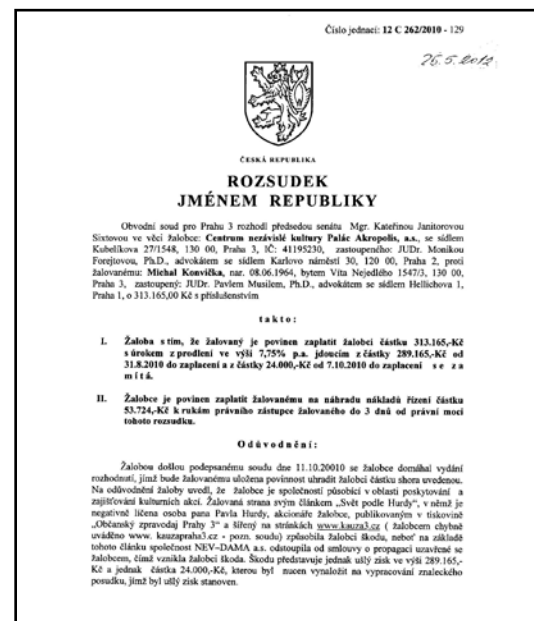 Číslo jednací: 12 C 262/2010 - 129
26.5.2012
ČESKÁ REPUBLIKA
ROZSUDEK
JMÉNEM REPUBLIKY
Obvodní soud pro Prahu 3 rozhodl předsedou senátu Mgr. Kateřinou Janitorovou
Sixtovou ve věci žalobce: Centrum nezávislé kultury Palác Akropolis, a.s., se sídlem
Kubelíkova 27/1548, 130 00, Praha 3, IČ: 41195230, zastoupeného: JUDr. Monikou
Forejtovou, Ph.D., advokátem se sídlem Karlovo náměstí 30, 120 00, Praha 2, proti
žalovanému: Michal Konvička, nar. 08.06.1964, bytem Víta Nejedlého 1547/3, 130 00,
Praha 3, zastoupený: JUDr. Pavlem Musilem, Ph.D., advokátem se sídlem Hellichova 1,
Praha 1, o 313.165,00 Kč s příslušenstvím
t a k t o :
I. Žaloba s tím, že žalovaný je povinen zaplatit žalobci částku 313.165,-Kč
s úrokem z prodlení ve výši 7,75% p.a. jdoucím z částky 289.165,-Kč od
31.8.2010 do zaplacení a z částky 24.000,-Kč od 7.10.2010 do zaplacení s e z a
m í t á.
II. Žalobce je povinen zaplatit žalovanému na náhradu nákladů řízení částku
53.724,-Kč k rukám právního zástupce žalovaného do 3 dnů od právní moci
tohoto rozsudku.
O d ů v o d n ě n í :
Žalobou došlou podepsanému soudu dne 11.10.20010 se žalobce domáhal vydání
rozhodnutí, jímž bude žalovanému uložena povinnost uhradit žalobci částku shora uvedenou.
Na odůvodnění žaloby uvedl, že žalobce je společností působící v oblasti poskytování a
zajišťování kulturních akcí. Žalovaná strana svým článkem „Svět podle Hurdy“, v němž je
negativně líčena osoba pana Pavla Hurdy, akcionáře žalobce, publikovaným v tiskovině
„Občanský zpravodaj Prahy 3“ a šířený na stránkách www.kauza3.cz ( žalobcem chybně
uváděno www. kauzapraha3.cz - pozn. soudu) způsobila žalobci škodu, neboť na základě
tohoto článku společnost NEV–DAMA a.s. odstoupila od smlouvy o propagaci uzavřené se
žalobcem, čímž vznikla žalobci škoda. Škodu představuje jednak ušlý zisk ve výši 289.165,-
Kč a jednak částka 24.000,-Kč, kterou byl nucen vynaložit na vypracování znaleckého
posudku, jímž byl ušlý zisk stanoven.